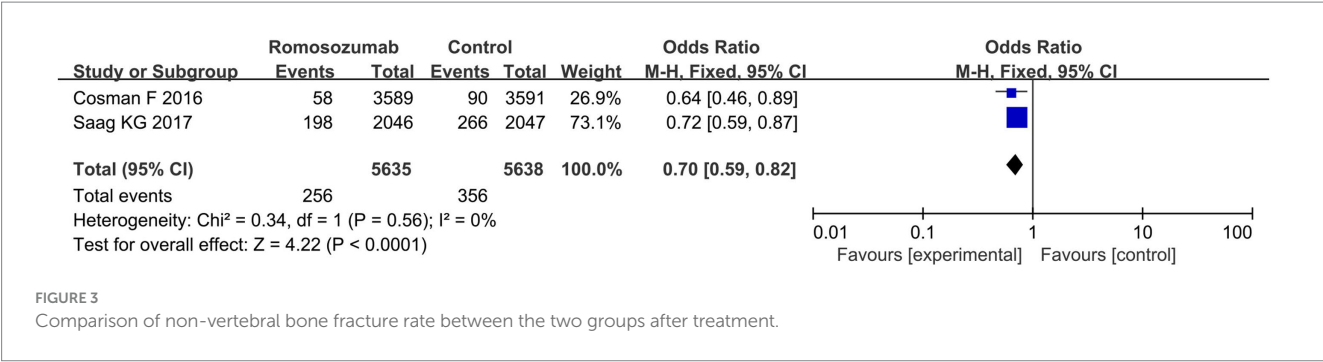 Romosozumab Control Odds Ratio Odds Ratio
Study or Subgroup Events Total Events Total Weight M-H, Fixed, 95% CI M-H, Fixed, 95% CI
Cosman F 2016 58 3589 90 3591 26.9% 0.64 [0.46, 0.89]
Saag KG 2017 198 2046 266 2047 73.1% 0.72 [0.59, 0.87]
Total (95% CI) 5635 5638 100.0% 0.70 [0.59, 0.82]
Total events 256 356
Heterogeneity: Chi² = 0.34, df = 1 (P = 0.56); I² = 0%
Test for overall effect: Z = 4.22 (P < 0.0001)
0.01 0.1 1 10 100
Favours [experimental] Favours [control]
FIGURE 3
Comparison of non-vertebral bone fracture rate between the two groups after treatment.